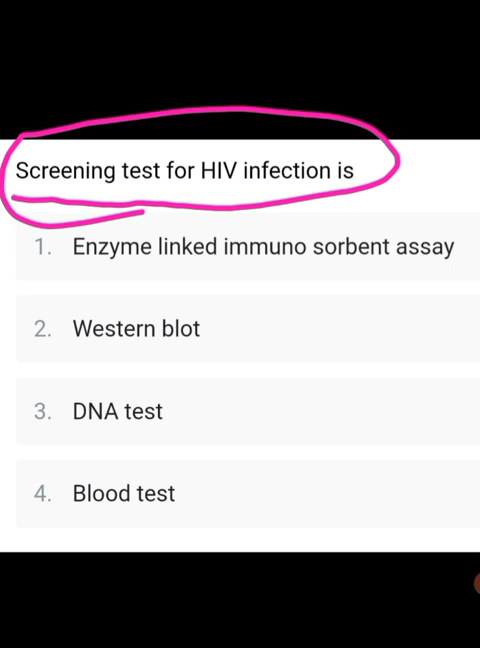 Screening test for HIV infection is
1. Enzyme linked immuno sorbent assay
2. Western blot
3. DNA test
4. Blood test